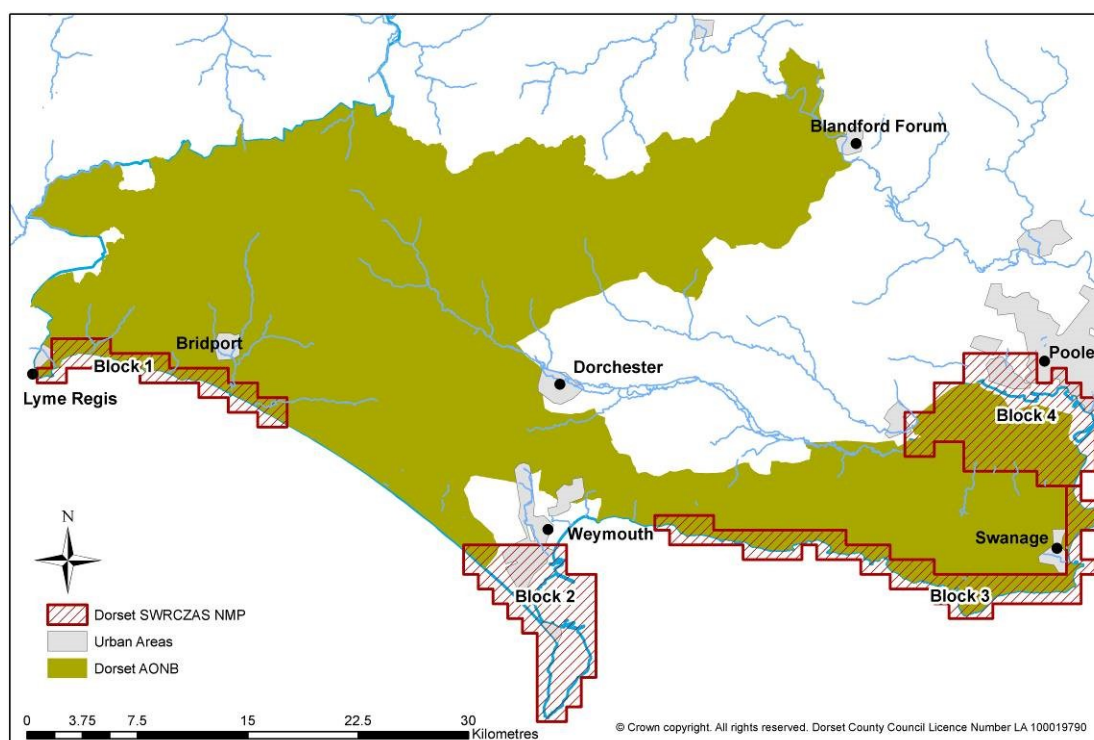 Blandford Forum
Poole
Bridport
Block 1
Dorchester
Lyme Regis
Block 4
N
Weymouth
Swanage
Block 2
Block 3
Dorset SWRCZAS NMP
Urban Areas
Dorset AONB
0 3.75 7.5 15 22.5 30
Kilometres
© Crown copyright. All rights reserved. Dorset County Council Licence Number LA 100019790